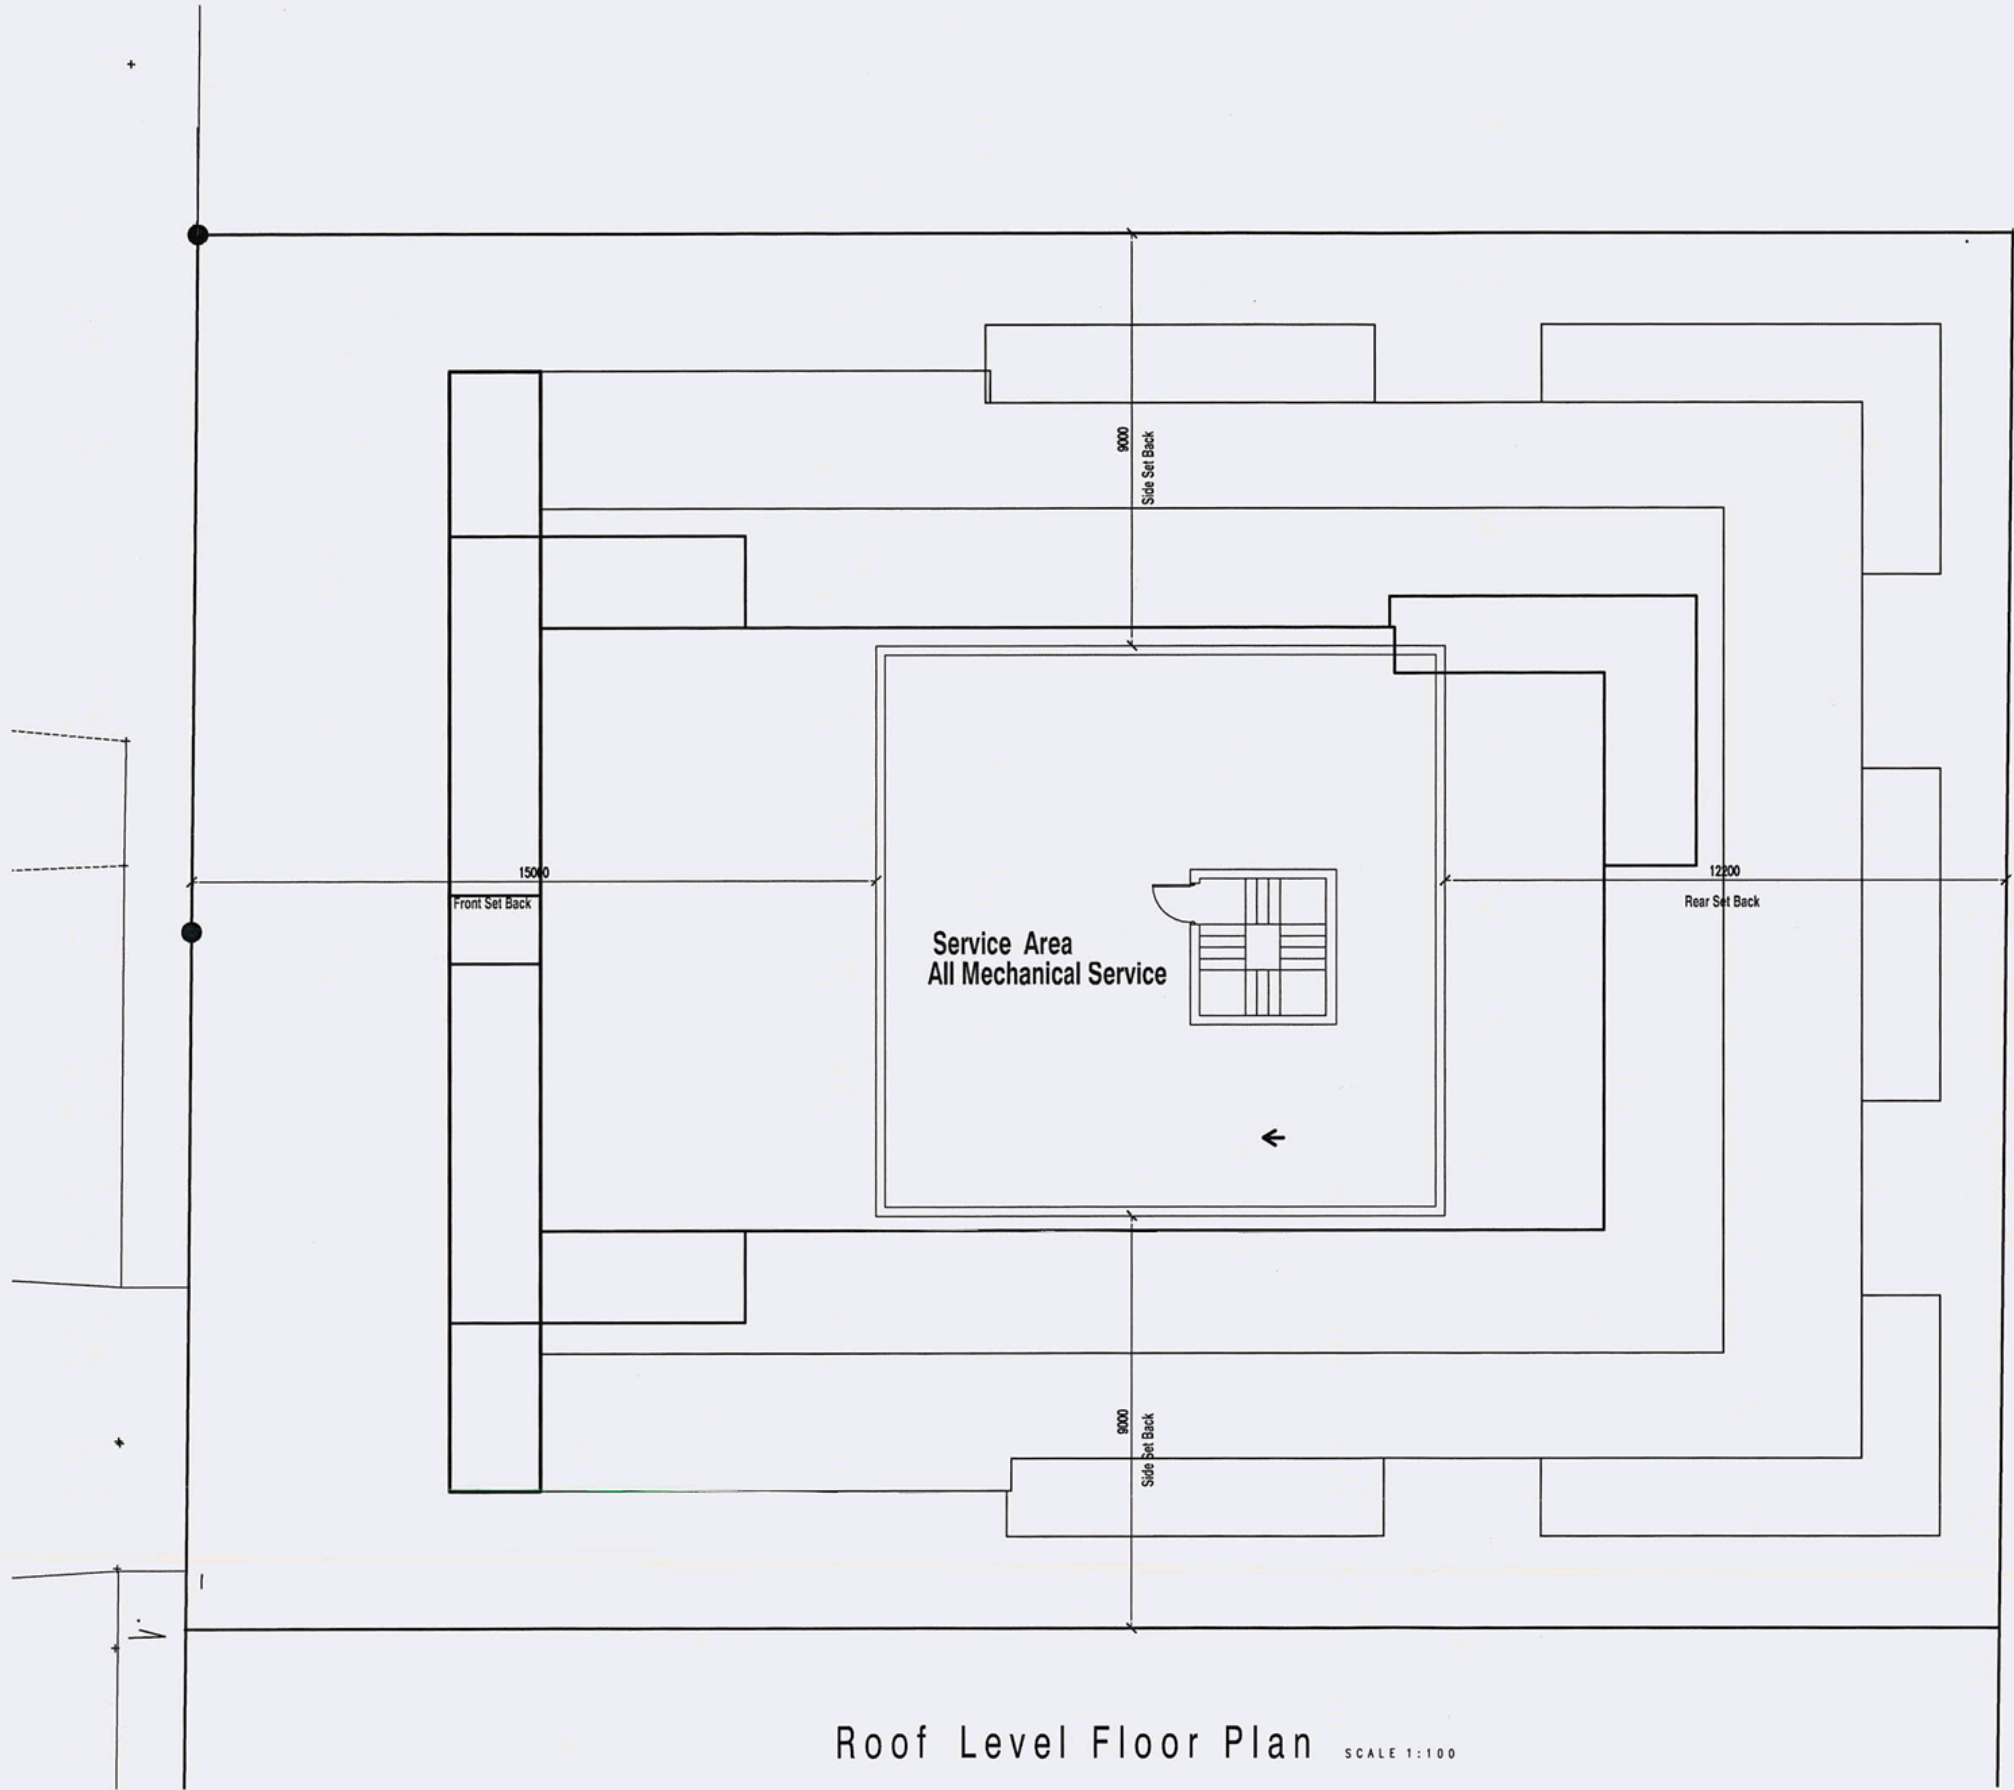 9000
Side Set Back
15000
Front Set Back
12200
Rear Set Back
Service Area
All Mechanical Service
9000
Side Set Back
Roof Level Floor Plan SCALE 1:100